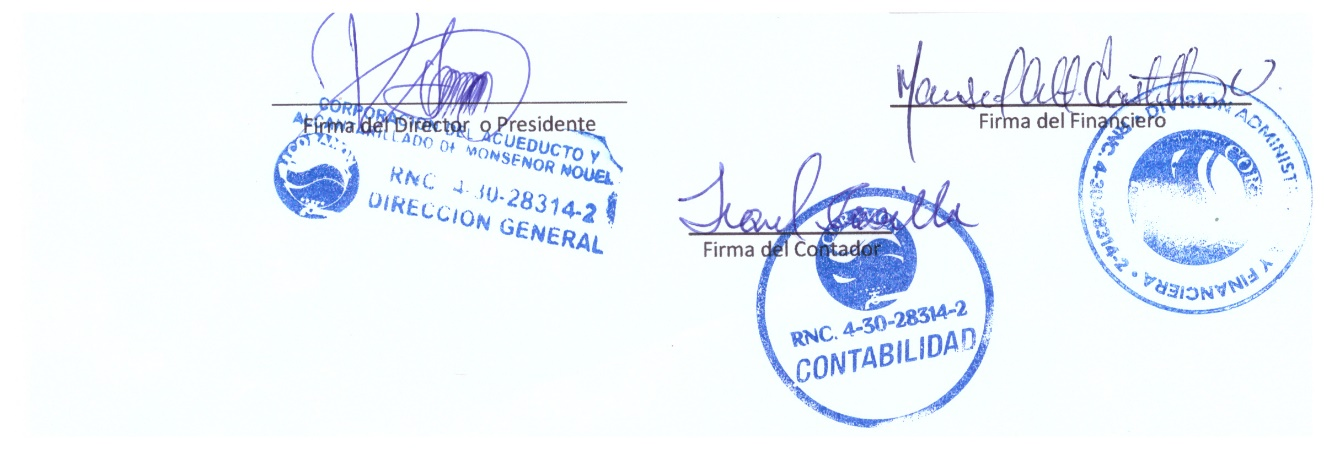 Firma del Director o Presidente
CORPORACION DEL ACUEDUCTO Y
ALCANTARILLADO DE MONSENOR NOUEL
RNC 4-30-28314-2
DIRECCION GENERAL
Firma del Financiero
DIVISION ADMINIST
Y FINANCIERA
RNC. 4-30-28314-2
Firma del Contador
RNC. 4-30-28314-2
CONTABILIDAD